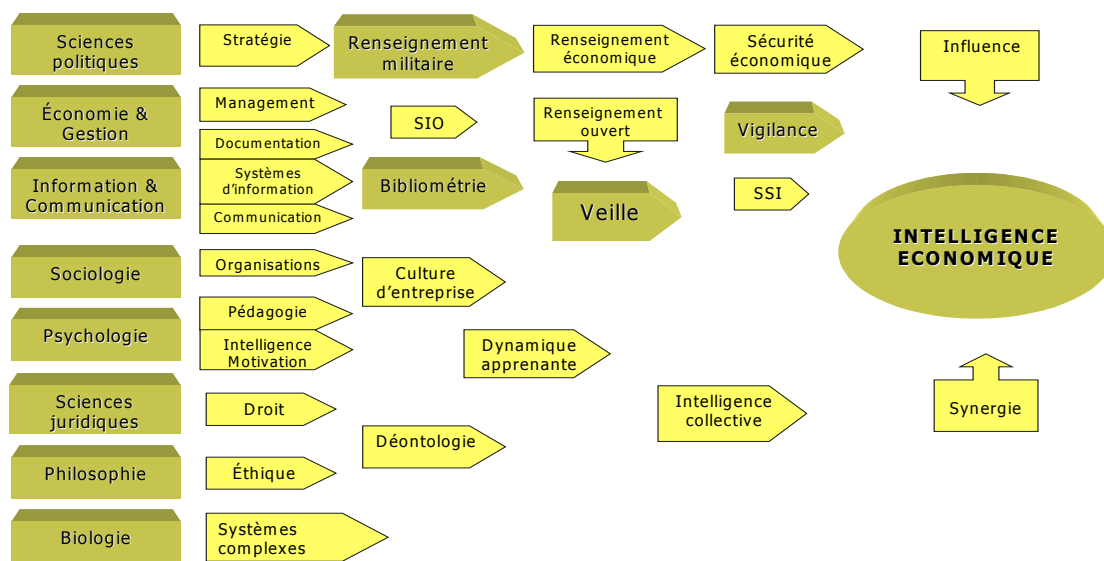 Sciences
politiques
Stratégie
Renseignement
militaire
Renseignement
économique
Sécurité
économique
Influence
Économie &
Gestion
Management
SIO
Renseignement
ouvert
Vigilance
Documentation
Information &
Communication
Systèmes
d'information
Communication
Bibliométrie
Veille
SSI
INTELLIGENCE
ECONOMIQUE
Sociologie
Organisations
Culture
d'entreprise
Psychologie
Pédagogie
Intelligence
Motivation
Dynamique
apprenante
Sciences
juridiques
Droit
Intelligence
collective
Synergie
Déontologie
Philosophie
Éthique
Biologie
Systèmes
complexes